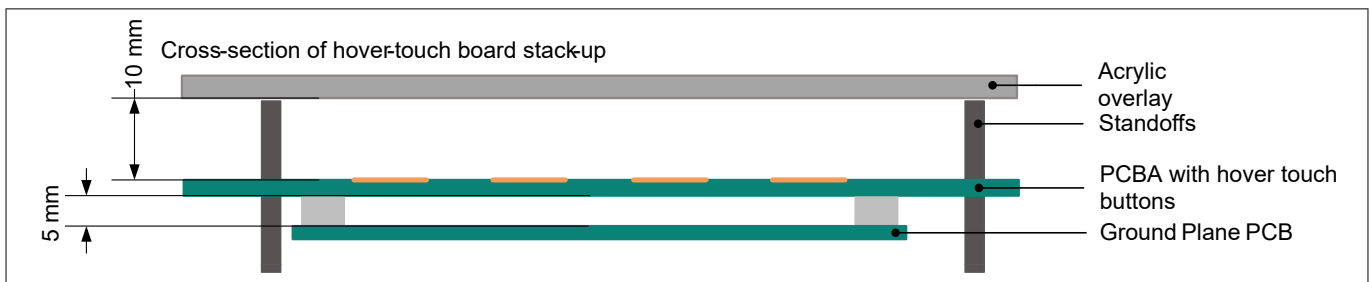 Cross-section of hover-touch board stack-up
10 mm
5 mm
Acrylic
overlay
Standoffs
PCBA with hover touch
buttons
Ground Plane PCB